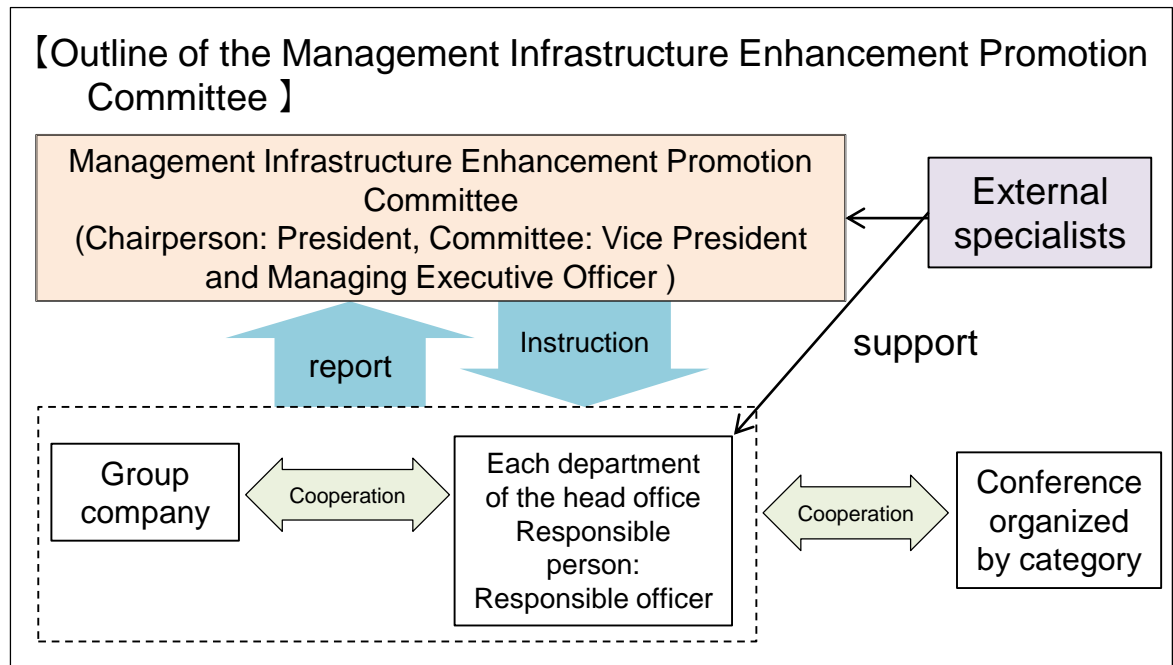 【Outline of the Management Infrastructure Enhancement Promotion
Committee 】
Management Infrastructure Enhancement Promotion
Committee
(Chairperson: President, Committee: Vice President
and Managing Executive Officer )
External
specialists
report
Instruction
support
Group
company
Cooperation
Each department
of the head office
Responsible
person:
Responsible officer
Cooperation
Conference
organized
by category